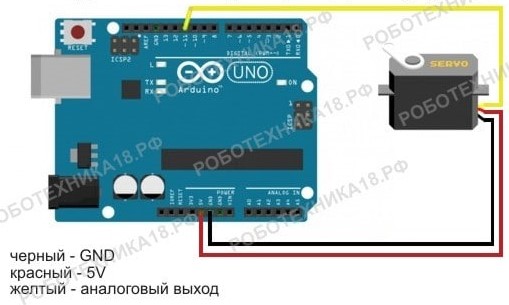 РОБОТЕХНИКА18.РФ
AREF
GND
13
12
~11
~10
~9
8
7
~6
~5
4
~3
2
TX→1
RX←0
RESET
ICSP2
DIGITAL (PWM~)
L
TX
RX
Arduino
UNO
ON
ICSP
1
SERVO
РОБОТЕХНИКА18.РФ
РОБОТЕХНИКА18.РФ
РОБОТЕХНИКА18.РФ
IOREF
RESET
3V3
5V
GND
GND
VIN
POWER
ANALOG IN
A0
A1
A2
A3
A4
A5
черный - GND
красный - 5V
желтый - аналоговый выход